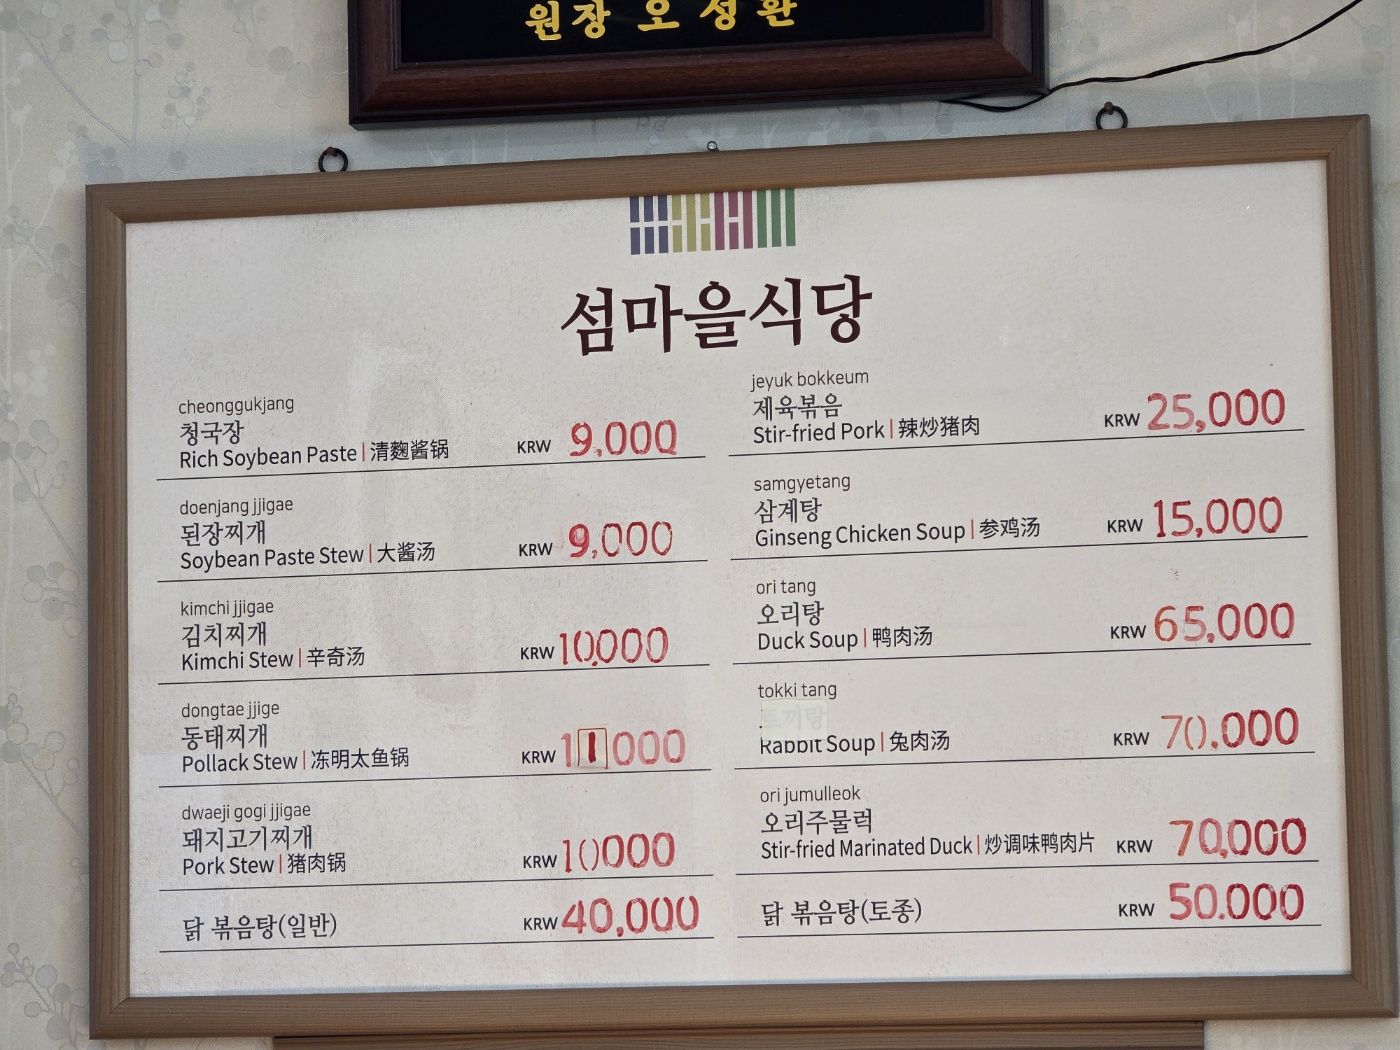 원장 오성환
섬마을식당
cheonggukjang
청국장
Rich Soybean Paste | 清麴酱锅 KRW 9,000
doenjang jjigae
된장찌개
Soybean Paste Stew | 大酱汤 KRW 9,000
kimchi jjigae
김치찌개
Kimchi Stew | 辛奇汤 KRW 10,000
dongtae jjige
동태찌개
Pollack Stew | 冻明太鱼锅 KRW 11000
dwaeji gogi jjigae
돼지고기찌개
Pork Stew | 猪肉锅 KRW 10000
닭 볶음탕(일반) KRW 40,000
jeyuk bokkeum
제육볶음
Stir-fried Pork | 辣炒猪肉 KRW 25,000
samgyetang
삼계탕
Ginseng Chicken Soup | 参鸡汤 KRW 15,000
ori tang
오리탕
Duck Soup | 鸭肉汤 KRW 65,000
tokki tang
토끼탕
Rabbit Soup | 兔肉汤 KRW 70,000
ori jumulleok
오리주물럭
Stir-fried Marinated Duck | 炒调味鸭肉片 KRW 70,000
닭 볶음탕(토종) KRW 50.000